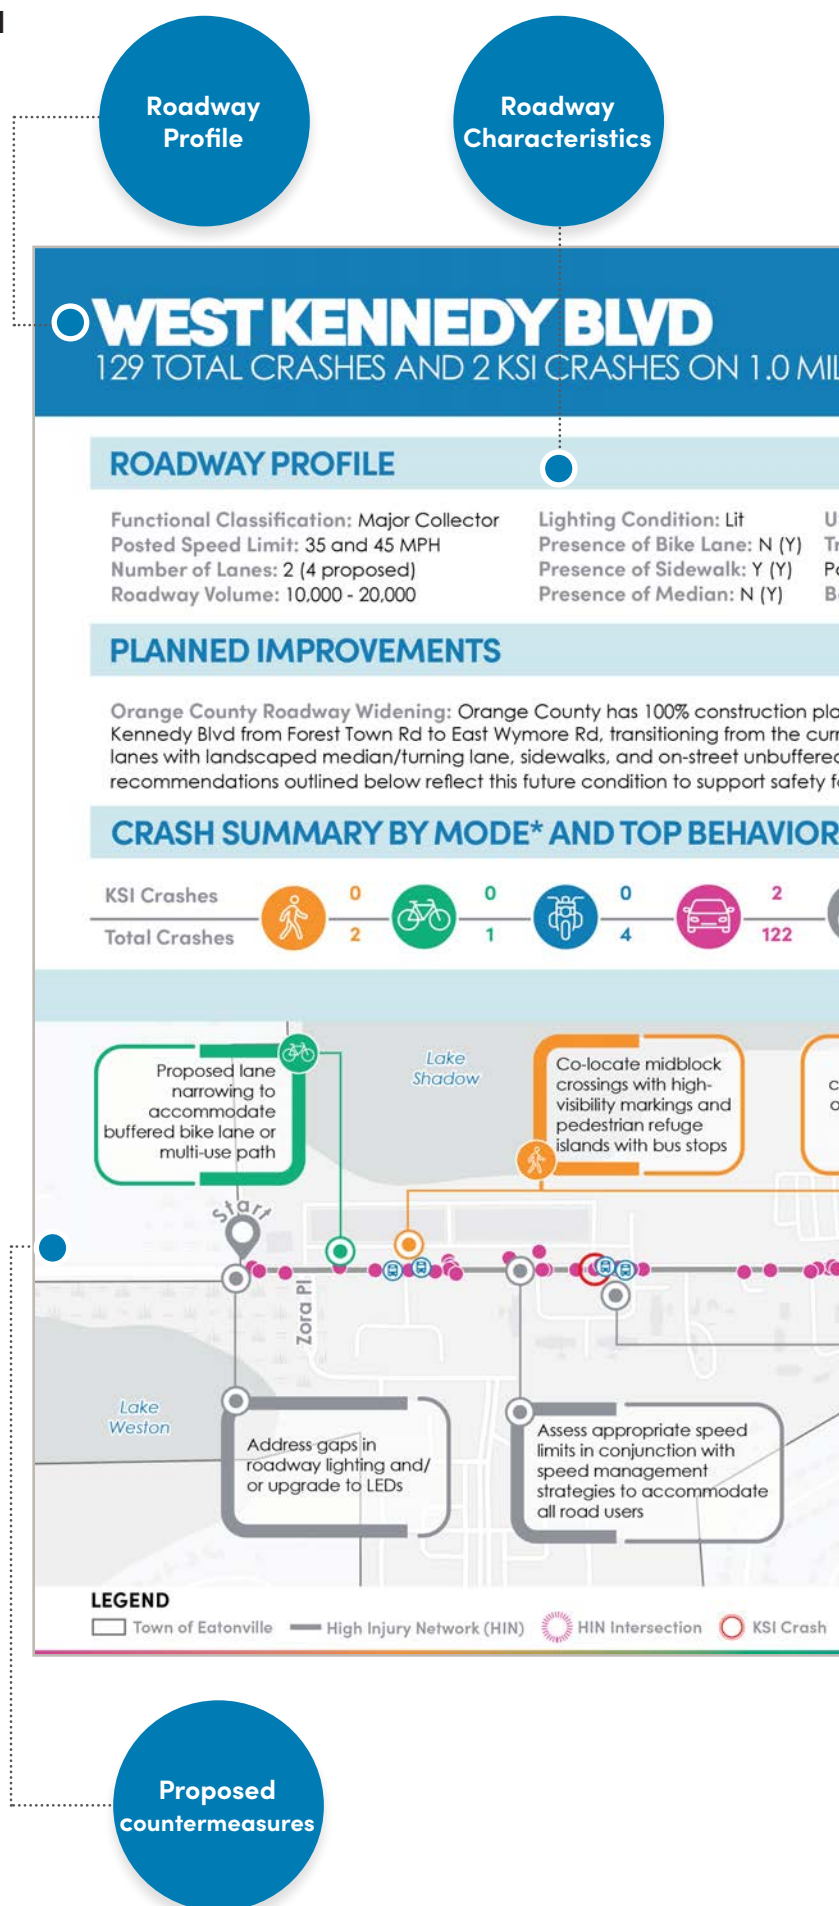 Roadway
Profile
Roadway
Characteristics
WEST KENNEDY BLVD
129 TOTAL CRASHES AND 2 KSI CRASHES ON 1.0
ROADWAY PROFILE
Functional Classification: Major Collector
Posted Speed Limit: 35 and 45 MPH
Number of Lanes: 2 (4 proposed)
Roadway Volume: 10,000 - 20,000
Lighting Condition: Lit
Presence of Bike Lane: N (Y)
Presence of Sidewalk: Y (Y)
Presence of Median: N (Y)
PLANNED IMPROVEMENTS
Orange County Roadway Widening: Orange County has 100% construction
Kennedy Blvd from Forest Town Rd to East Wymore Rd, transitioning from the
lanes with landscaped median/turning lane, sidewalks, and on-street unbuffered
recommendations outlined below reflect this future condition to support safety
CRASH SUMMARY BY MODE* AND TOP BEHAVIOR
KSI Crashes 0 0 0 2
Total Crashes 2 1 4 122
Proposed lane
narrowing to
accommodate
buffered bike lane or
multi-use path
Lake
Shadow
Co-locate midblock
crossings with high-
visibility markings and
pedestrian refuge
islands with bus stops
Start
Zora Pl
Lake
Weston
Address gaps in
roadway lighting and/
or upgrade to LEDs
Assess appropriate speed
limits in conjunction with
speed management
strategies to accommodate
all road users
LEGEND
Town of Eatonville High Injury Network (HIN) HIN Intersection KSI Crash
Proposed
countermeasures